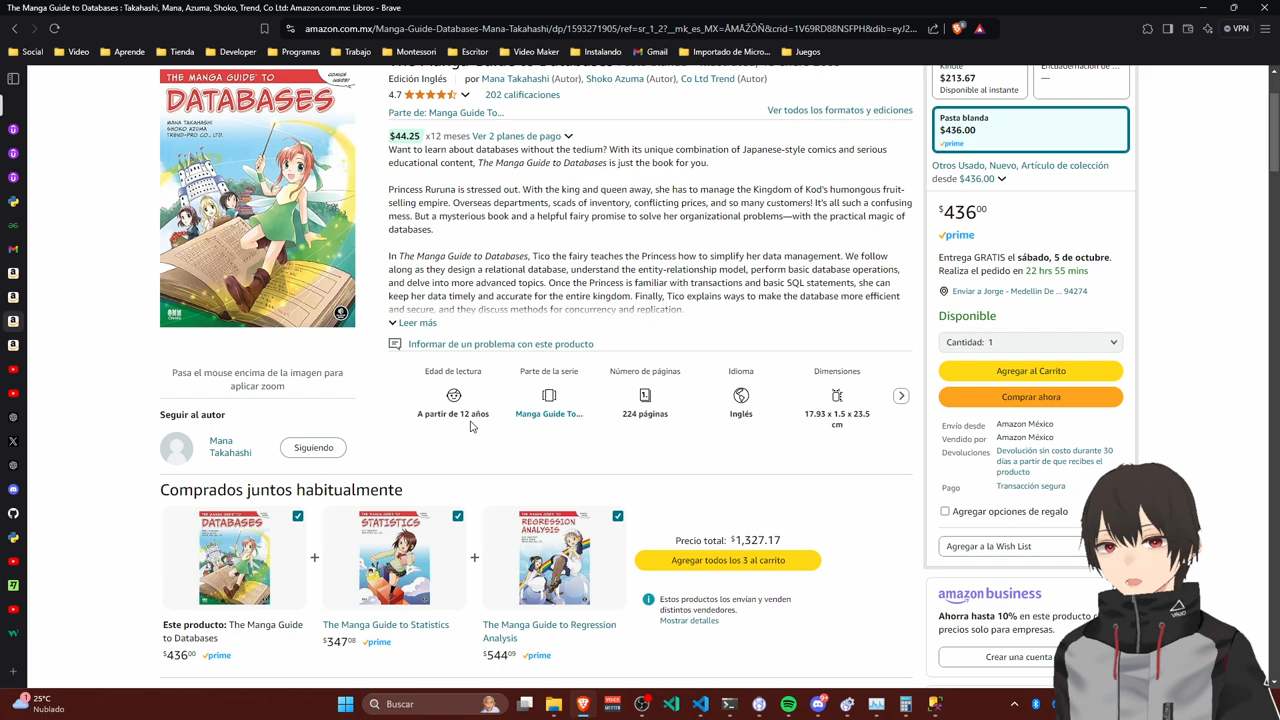 The Manga Guide to Databases : Takahashi, Mana, Azuma, Shoko, Trend, Co Ltd: Amazon.com.mx: Libros - Brave
amazon.com.mx/Manga-Guide-Databases-Mana-Takahashi/dp/1593271905/ref=sr_1_2?__mk_es_MX=ÅMÅŽÕÑ&crid=1V69RD88NSFPH&dib=eyJ2...
VPN
Social
Video
Aprende
Tienda
Developer
Programas
Trabajo
Montessori
Escritor
Video Maker
Instalando
Gmail
Importado de Micro...
Juegos
THE MANGA GUIDE™ TO
COMICS INSIDE!
DATABASES
MANA TAKAHASHI
SHOKO AZUMA
TREND-PRO CO., LTD.
Edición Inglés
por Mana Takahashi (Autor), Shoko Azuma (Autor), Co Ltd Trend (Autor)
4.7
202 calificaciones
Ver todos los formatos y ediciones
Parte de: Manga Guide To...
$44.25 x12 meses Ver 2 planes de pago
Want to learn about databases without the tedium? With its unique combination of Japanese-style comics and serious
educational content, The Manga Guide to Databases is just the book for you.
Princess Ruruna is stressed out. With the king and queen away, she has to manage the Kingdom of Kod's humongous fruit-
selling empire. Overseas departments, scads of inventory, conflicting prices, and so many customers! It's all such a confusing
mess. But a mysterious book and a helpful fairy promise to solve her organizational problems—with the practical magic of
databases.
In The Manga Guide to Databases, Tico the fairy teaches the Princess how to simplify her data management. We follow
along as they design a relational database, understand the entity-relationship model, perform basic database operations,
and delve into more advanced topics. Once the Princess is familiar with transactions and basic SQL statements, she can
keep her data timely and accurate for the entire kingdom. Finally, Tico explains ways to make the database more efficient
and secure, and they discuss methods for concurrency and replication.
Leer más
Informar de un problema con este producto
Edad de lectura
A partir de 12 años
Parte de la serie
Manga Guide To...
Número de páginas
224 páginas
Idioma
Inglés
Dimensiones
17.93 x 1.5 x 23.5
cm
Pasa el mouse encima de la imagen para
aplicar zoom
Seguir al autor
Mana
Takahashi
Siguiendo
Comprados juntos habitualmente
DATABASES
STATISTICS
REGRESSION
ANALYSIS
+
+
Este producto: The Manga Guide
to Databases
$436⁰⁰ prime
The Manga Guide to Statistics
$347⁰⁸ prime
The Manga Guide to Regression
Analysis
$544⁰⁹ prime
Precio total: $1,327.17
Agregar todos los 3 al carrito
Estos productos los envían y venden
distintos vendedores.
Mostrar detalles
Kindle
$213.67
Disponible al instante
Encuadernación de ...
—
Pasta blanda
$436.00
prime
Otros Usado, Nuevo, Artículo de colección
desde $436.00
$436⁰⁰
prime
Entrega GRATIS el sábado, 5 de octubre.
Realiza el pedido en 22 hrs 55 mins
Enviar a Jorge - Medellin De ... 94274
Disponible
Cantidad: 1
Agregar al Carrito
Comprar ahora
Envío desde
Amazon México
Vendido por
Amazon México
Devoluciones
Devolución sin costo durante 30
días a partir de que recibes el
producto
Pago
Transacción segura
Agregar opciones de regalo
Agregar a la Wish List
amazon business
Ahorra hasta 10% en este producto
precios solo para empresas.
Crear una cuenta
25°C
Nublado
Buscar